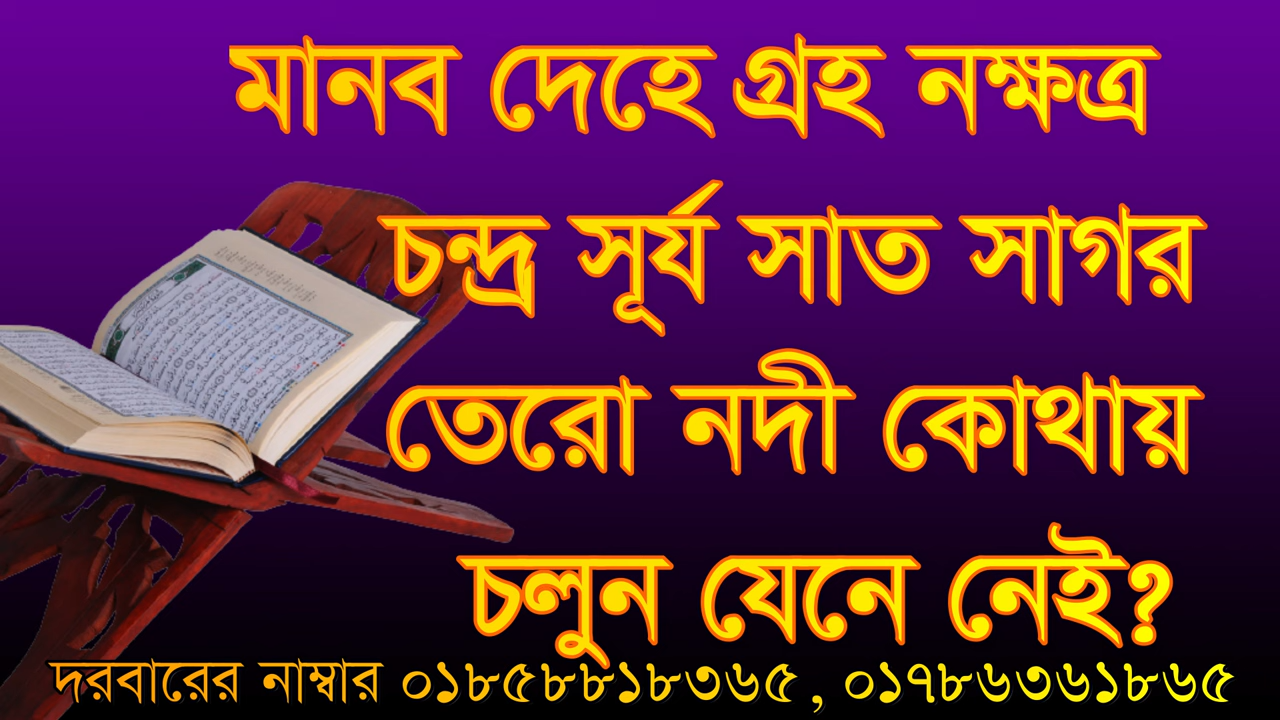 মানব দেহে গ্রহ নক্ষত্র
চন্দ্র সূর্য সাত সাগর
তেরো নদী কোথায়
চলুন যেনে নেই?
দরবারের নাম্বার ০১৮৫৮৮১৮৩৬৫, ০১৭৮৬৩৬১৮৬৫